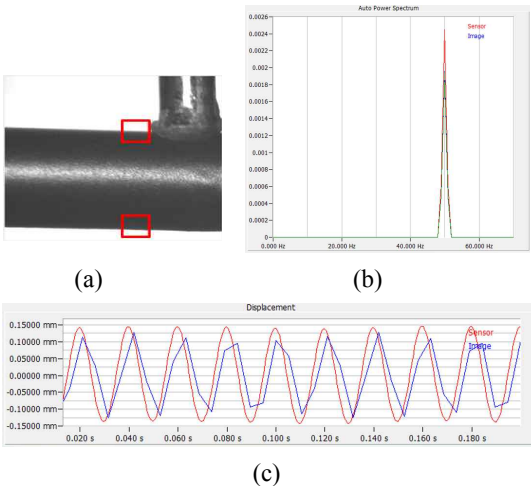 Auto Power Spectrum
0.0026
0.0024
0.0022
0.002
0.0018
0.0016
0.0014
0.0012
0.001
0.0008
0.0006
0.0004
0.0002
0
Sensor
Image
0.000 Hz 20.000 Hz 40.000 Hz 60.000 Hz
(a) (b)
Displacement
0.15000 mm
0.10000 mm
0.05000 mm
0.00000 mm
-0.05000 mm
-0.10000 mm
-0.15000 mm
Sensor
Image
0.020 s 0.040 s 0.060 s 0.080 s 0.100 s 0.120 s 0.140 s 0.160 s 0.180 s
(c)